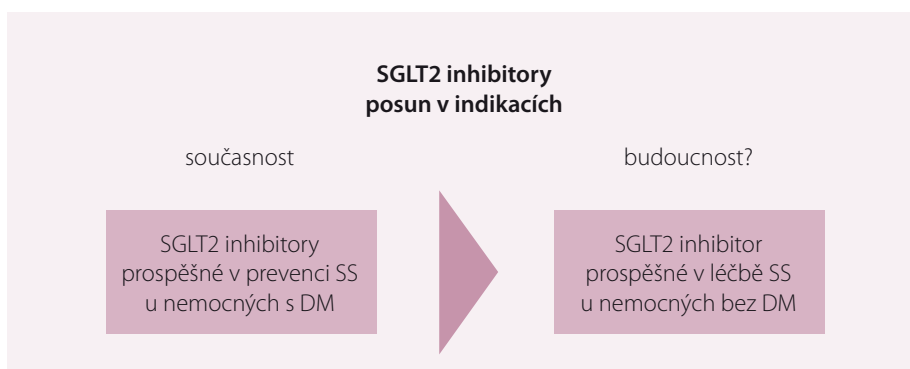 SGLT2 inhibitory
posun v indikacích
současnost
budoucnost?
SGLT2 inhibitory
prospěšné v prevenci SS
u nemocných s DM
SGLT2 inhibitor
prospěšné v léčbě SS
u nemocných bez DM